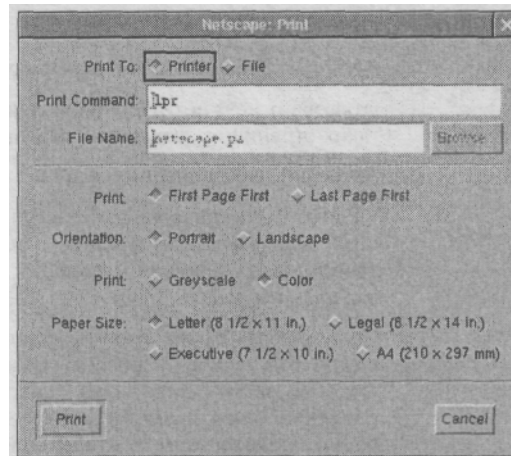 Netscape: Print
Print To: Printer File
Print Command: lpr
File Name: netscape.ps Browse...
Print: First Page First Last Page First
Orientation: Portrait Landscape
Print: Greyscale Color
Paper Size: Letter (8 1/2 x 11 in.) Legal (8 1/2 x 14 in.)
Executive (7 1/2 x 10 in.) A4 (210 x 297 mm)
Print Cancel